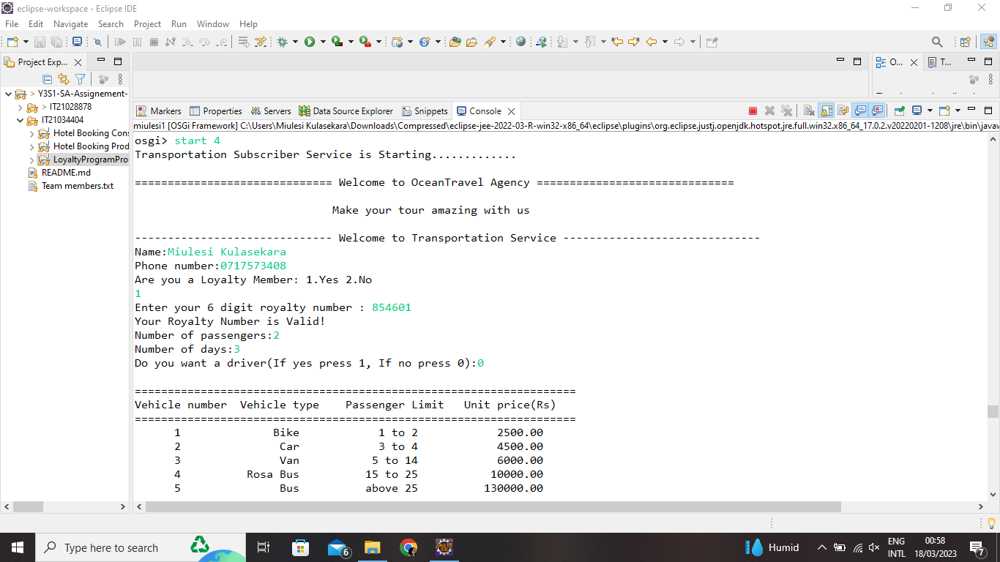 eclipse-workspace - Eclipse IDE
File Edit Navigate Search Project Run Window Help
Project Exp...
O...
T...
> Y3S1-SA-Assignement-
> IT21028878
IT21034404
Hotel Booking Cons
Hotel Booking Prod
LoyaltyProgramPro
README.md
Team members.txt
Markers Properties Servers Data Source Explorer Snippets Console
miulesi1 [OSGi Framework] C:\Users\Miulesi Kulasekara\Downloads\Compressed\eclipse-jee-2022-03-R-win32-x86_64\eclipse\plugins\org.eclipse.justj.openjdk.hotspot.jre.full.win32.x86_64_17.0.2.v20220201-1208\jre\bin\javaw
osgi> start 4
Transportation Subscriber Service is Starting.............
============================== Welcome to OceanTravel Agency ==============================
Make your tour amazing with us
------------------------------ Welcome to Transportation Service ------------------------------
Name:Miulesi Kulasekara
Phone number:0717573408
Are you a Loyalty Member: 1.Yes 2.No
1
Enter your 6 digit royalty number : 854601
Your Royalty Number is Valid!
Number of passengers:2
Number of days:3
Do you want a driver(If yes press 1, If no press 0):0
===================================================================
Vehicle number Vehicle type Passenger Limit Unit price(Rs)
===================================================================
1 Bike 1 to 2 2500.00
2 Car 3 to 4 4500.00
3 Van 5 to 14 6000.00
4 Rosa Bus 15 to 25 10000.00
5 Bus above 25 130000.00
Type here to search
6
Humid
ENG
INTL
00:58
18/03/2023
7